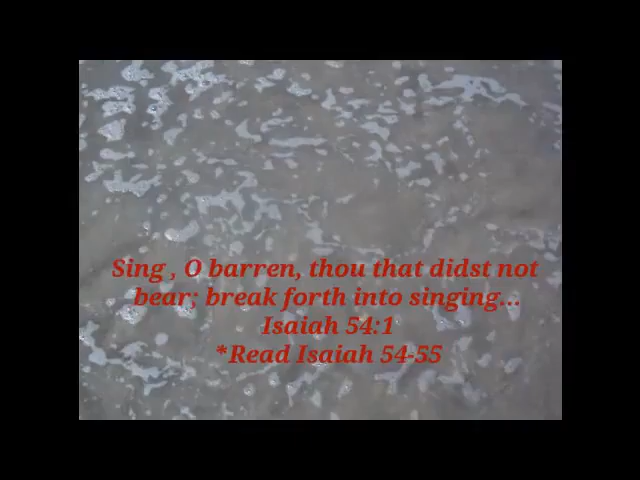 Sing , O barren, thou that didst not
bear; break forth into singing...
Isaiah 54:1
*Read Isaiah 54-55